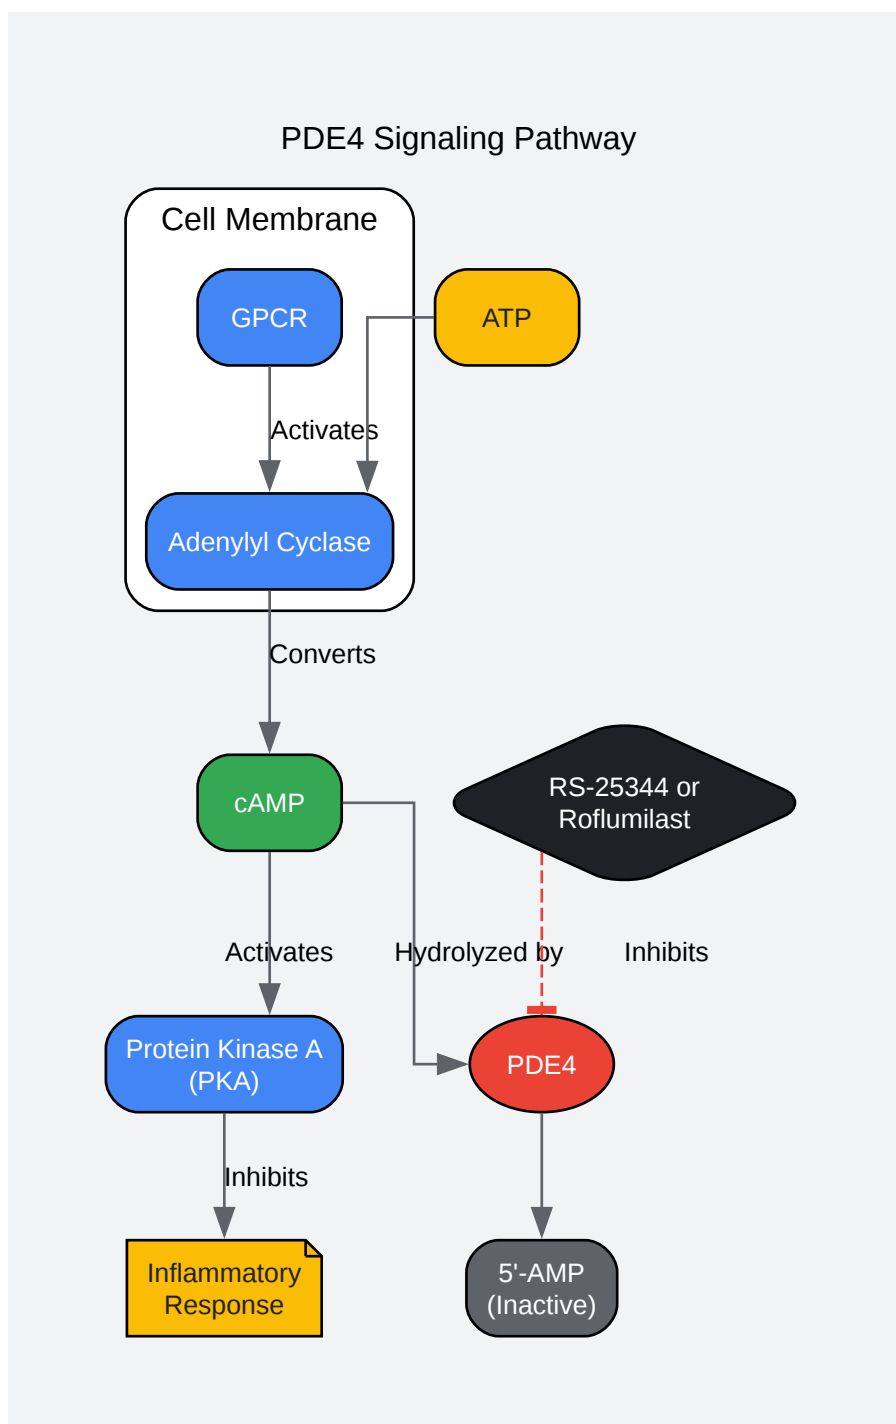 PDE4 Signaling Pathway
Cell Membrane
GPCR
ATP
Activates
Adenylyl Cyclase
Converts
cAMP
RS-25344 or
Roflumilast
Activates
Hydrolyzed by
Inhibits
Protein Kinase A
(PKA)
PDE4
Inhibits
Inflammatory
Response
5'-AMP
(Inactive)